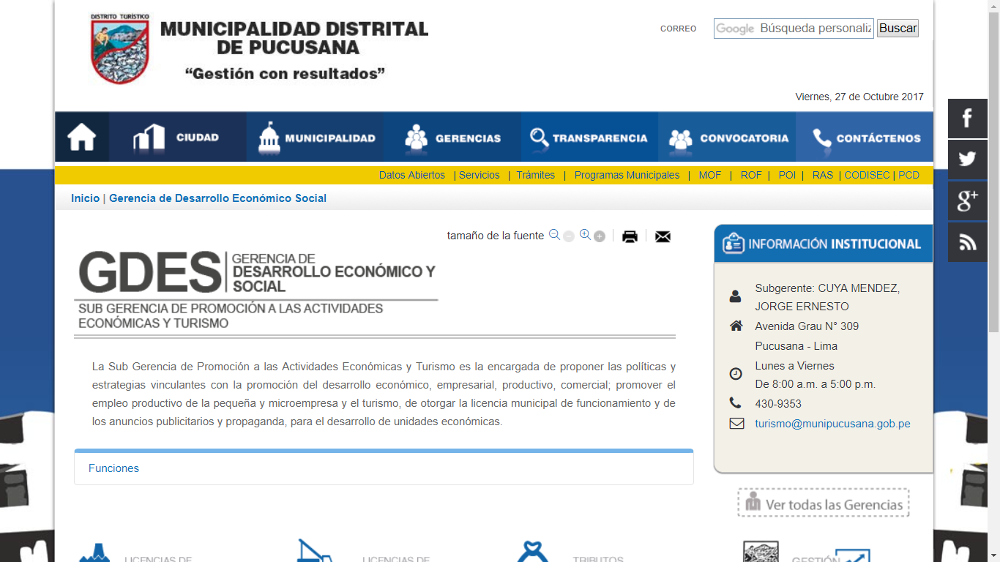 DISTRITO TURÍSTICO
MUNICIPALIDAD DISTRITAL
DE PUCUSANA
“Gestión con resultados”
CORREO
Google Búsqueda personaliz
Buscar
Viernes, 27 de Octubre 2017
CIUDAD
MUNICIPALIDAD
GERENCIAS
TRANSPARENCIA
CONVOCATORIA
CONTÁCTENOS
Datos Abiertos | Servicios | Trámites | Programas Municipales | MOF | ROF | POI | RAS | CODISEC | PCD
Inicio | Gerencia de Desarrollo Económico Social
tamaño de la fuente
GDES
GERENCIA DE
DESARROLLO ECONÓMICO Y
SOCIAL
SUB GERENCIA DE PROMOCIÓN A LAS ACTIVIDADES
ECONÓMICAS Y TURISMO
La Sub Gerencia de Promoción a las Actividades Económicas y Turismo es la encargada de proponer las políticas y
estrategias vinculantes con la promoción del desarrollo económico, empresarial, productivo, comercial; promover el
empleo productivo de la pequeña y microempresa y el turismo, de otorgar la licencia municipal de funcionamiento y de
los anuncios publicitarios y propaganda, para el desarrollo de unidades económicas.
Funciones
INFORMACIÓN INSTITUCIONAL
Subgerente: CUYA MENDEZ,
JORGE ERNESTO
Avenida Grau N° 309
Pucusana - Lima
Lunes a Viernes
De 8:00 a.m. a 5:00 p.m.
430-9353
turismo@munipucusana.gob.pe
Ver todas las Gerencias
LICENCIAS DE
LICENCIAS DE
TRIBUTOS
GESTIÓN